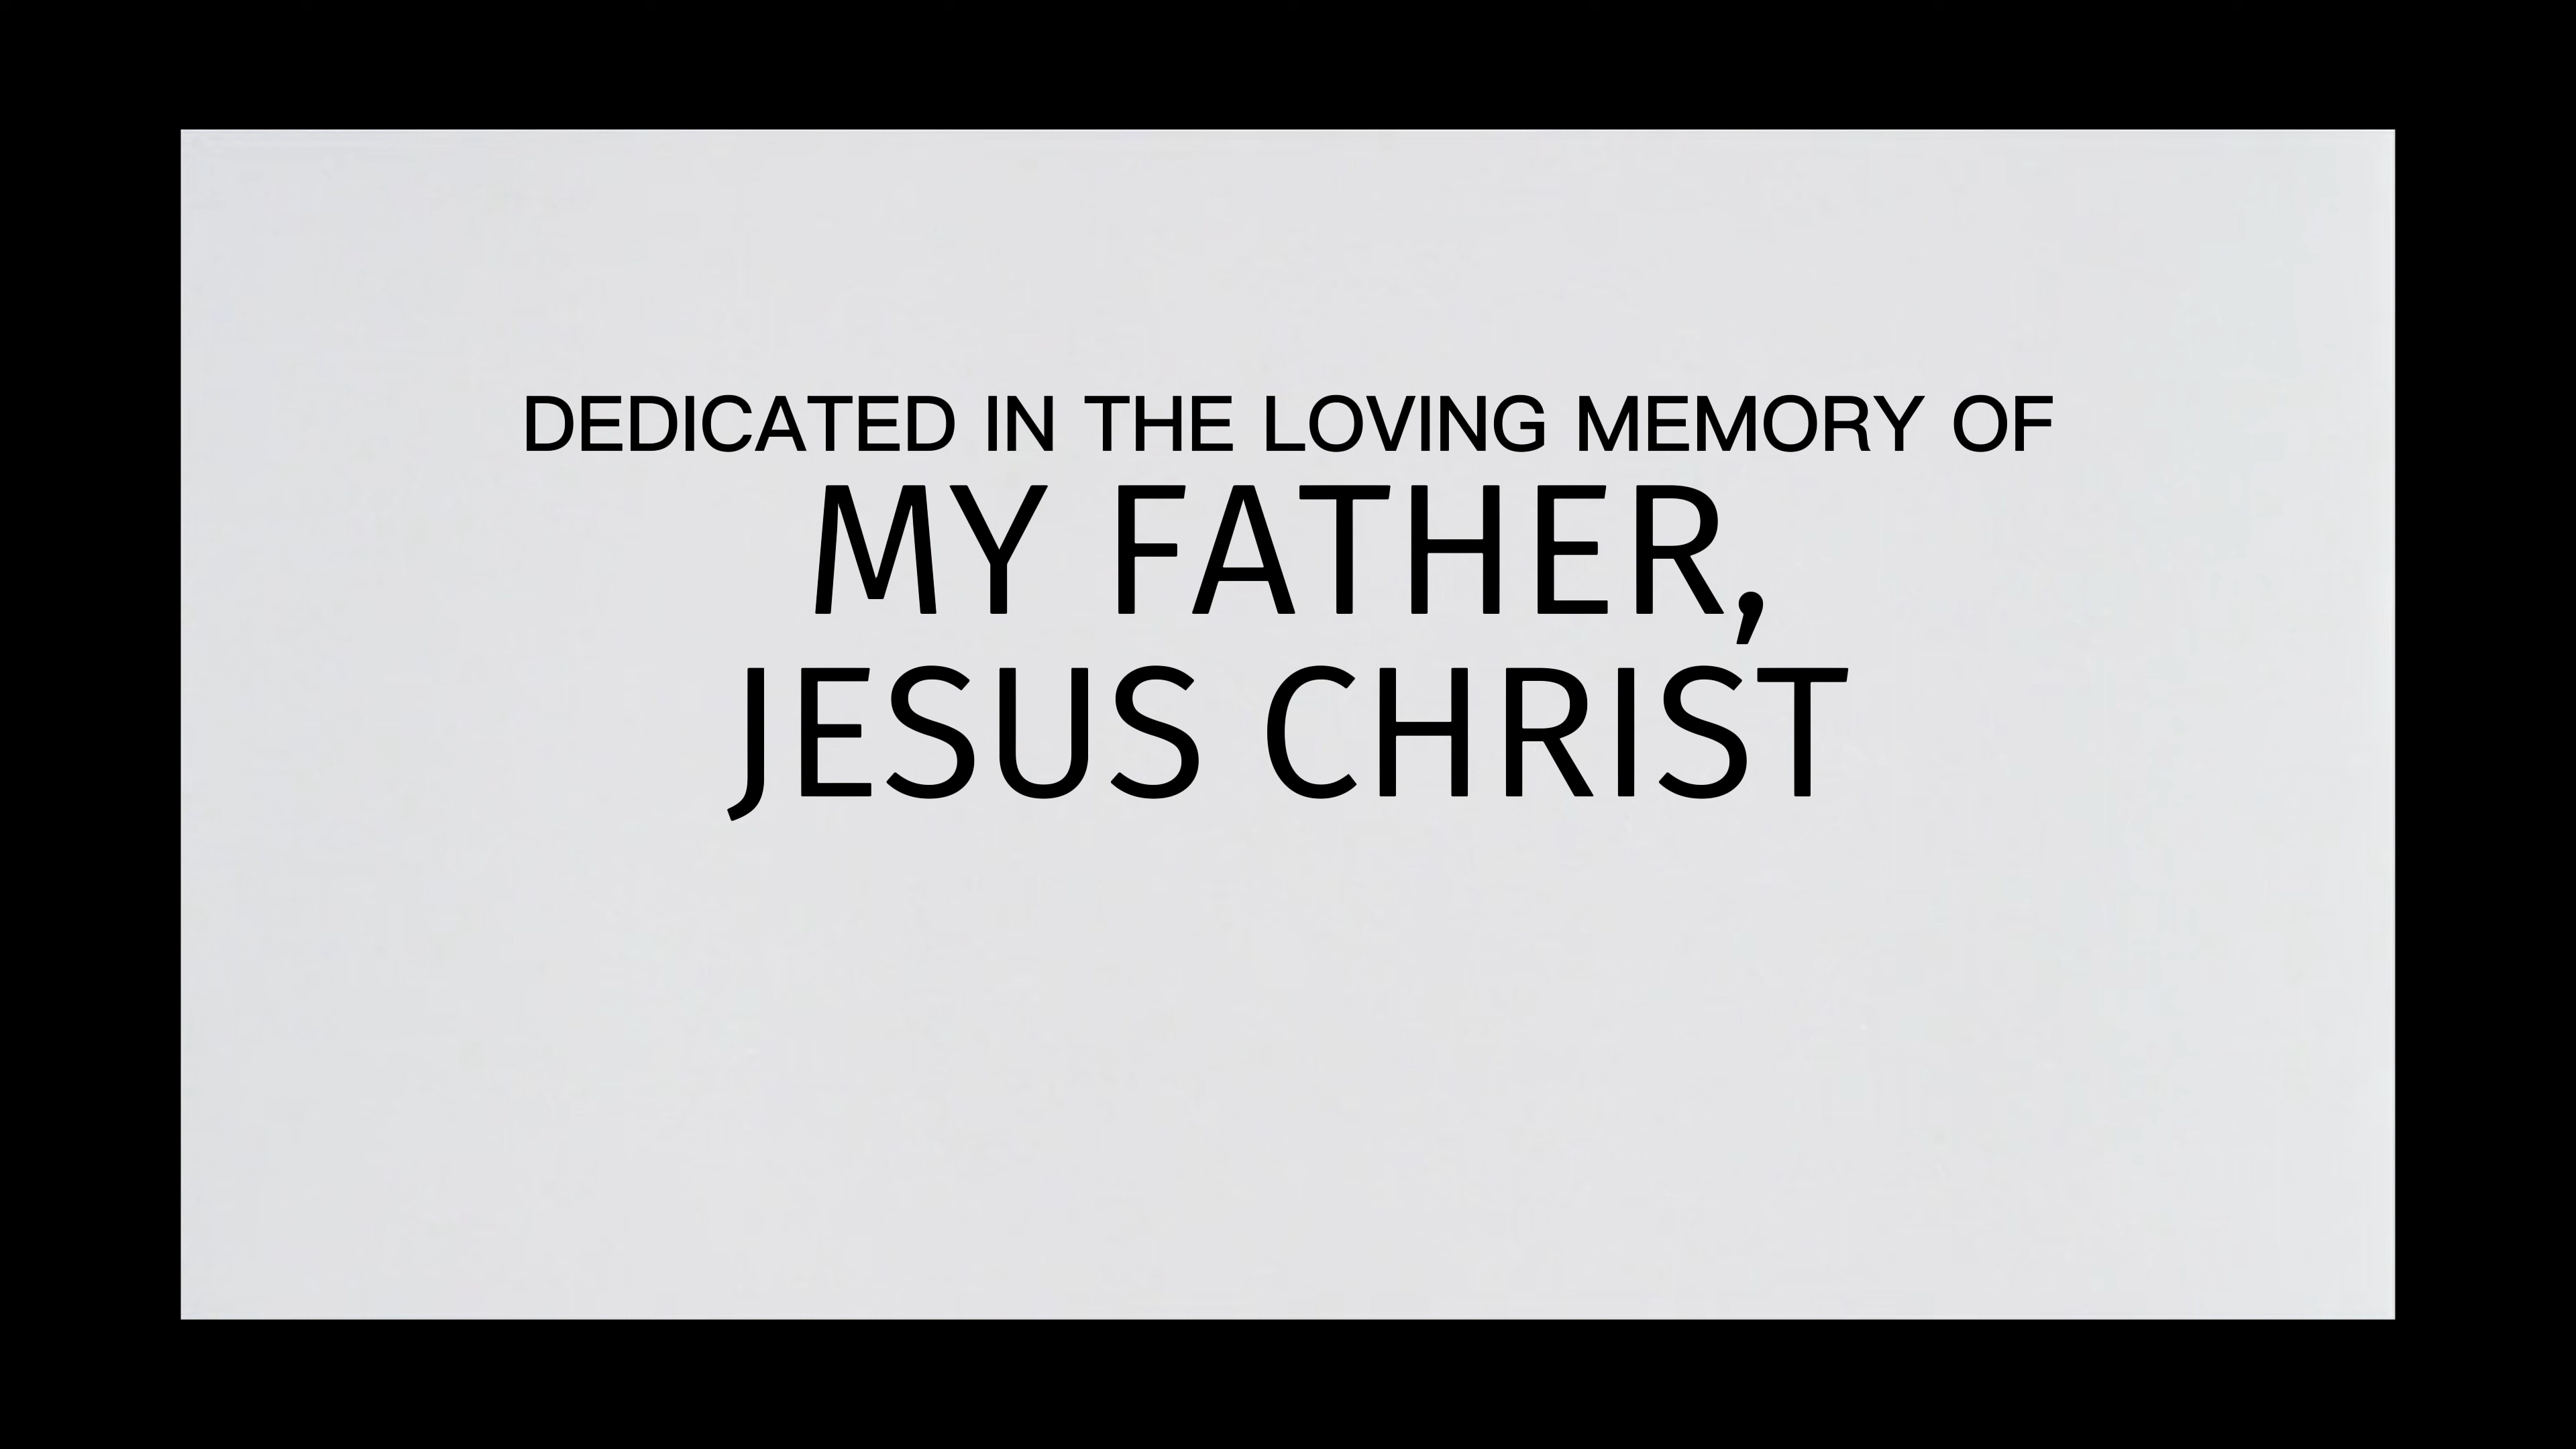 DEDICATED IN THE LOVING MEMORY OF
MY FATHER,
JESUS CHRIST